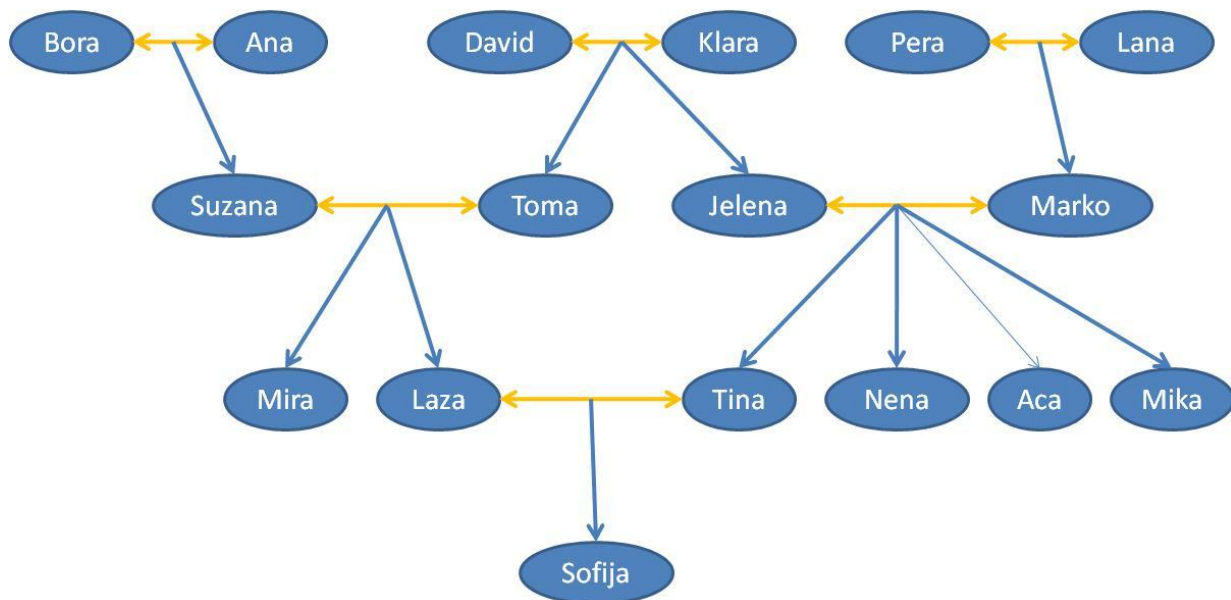 Bora
Ana
David
Klara
Pera
Lana
Suzana
Toma
Jelena
Marko
Mira
Laza
Tina
Nena
Aca
Mika
Sofija